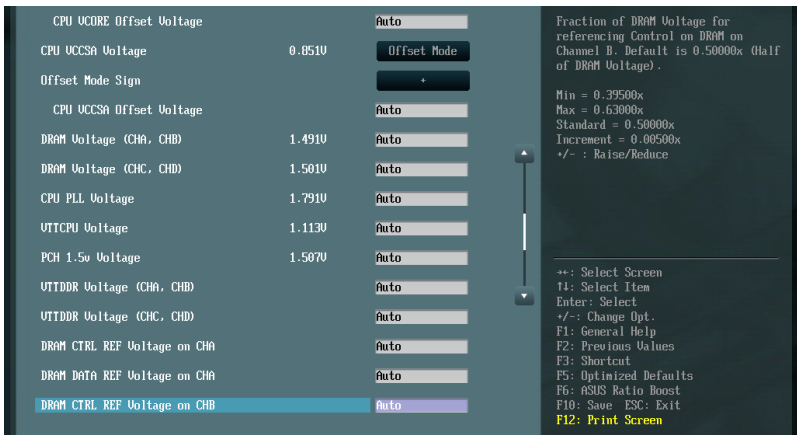 CPU VCORE Offset Voltage Auto
CPU VCCSA Voltage 0.851V Offset Mode
Offset Mode Sign +
CPU VCCSA Offset Voltage Auto
DRAM Voltage (CHA, CHB) 1.491V Auto
DRAM Voltage (CHC, CHD) 1.501V Auto
CPU PLL Voltage 1.791V Auto
VTTCPU Voltage 1.113V Auto
PCH 1.5v Voltage 1.507V Auto
VTTDDR Voltage (CHA, CHB) Auto
VTTDDR Voltage (CHC, CHD) Auto
DRAM CTRL REF Voltage on CHA Auto
DRAM DATA REF Voltage on CHA Auto
DRAM CTRL REF Voltage on CHB Auto
Fraction of DRAM Voltage for
referencing Control on DRAM on
Channel B. Default is 0.50000x (Half
of DRAM Voltage).
Min = 0.39500x
Max = 0.63000x
Standard = 0.50000x
Increment = 0.00500x
+/- : Raise/Reduce
→←: Select Screen
↑↓: Select Item
Enter: Select
+/-: Change Opt.
F1: General Help
F2: Previous Values
F3: Shortcut
F5: Optimized Defaults
F6: ASUS Ratio Boost
F10: Save ESC: Exit
F12: Print Screen